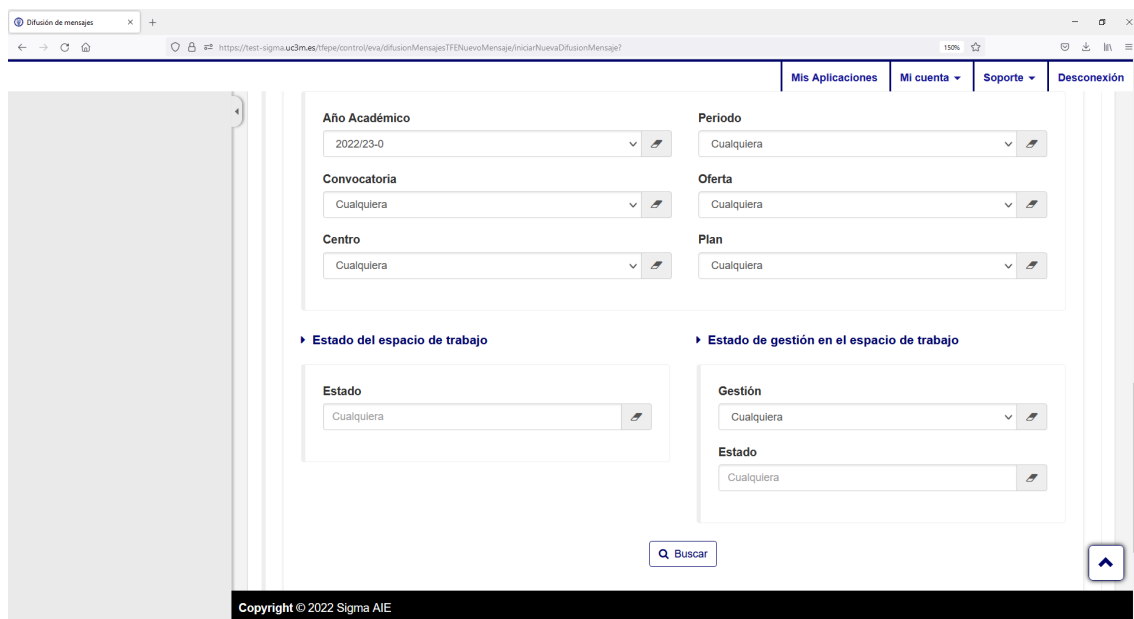 Difusión de mensajes
https://test-sigma.uc3m.es/tfepe/control/eva/difusionMensajesTFENuevoMensaje/iniciarNuevaDifusionMensaje?
150%
Mis Aplicaciones Mi cuenta Soporte Desconexión
Año Académico Periodo
2022/23-0 Cualquiera
Convocatoria Oferta
Cualquiera Cualquiera
Centro Plan
Cualquiera Cualquiera
Estado del espacio de trabajo Estado de gestión en el espacio de trabajo
Estado Gestión
Cualquiera Cualquiera
Estado
Cualquiera
Buscar
Copyright © 2022 Sigma AIE